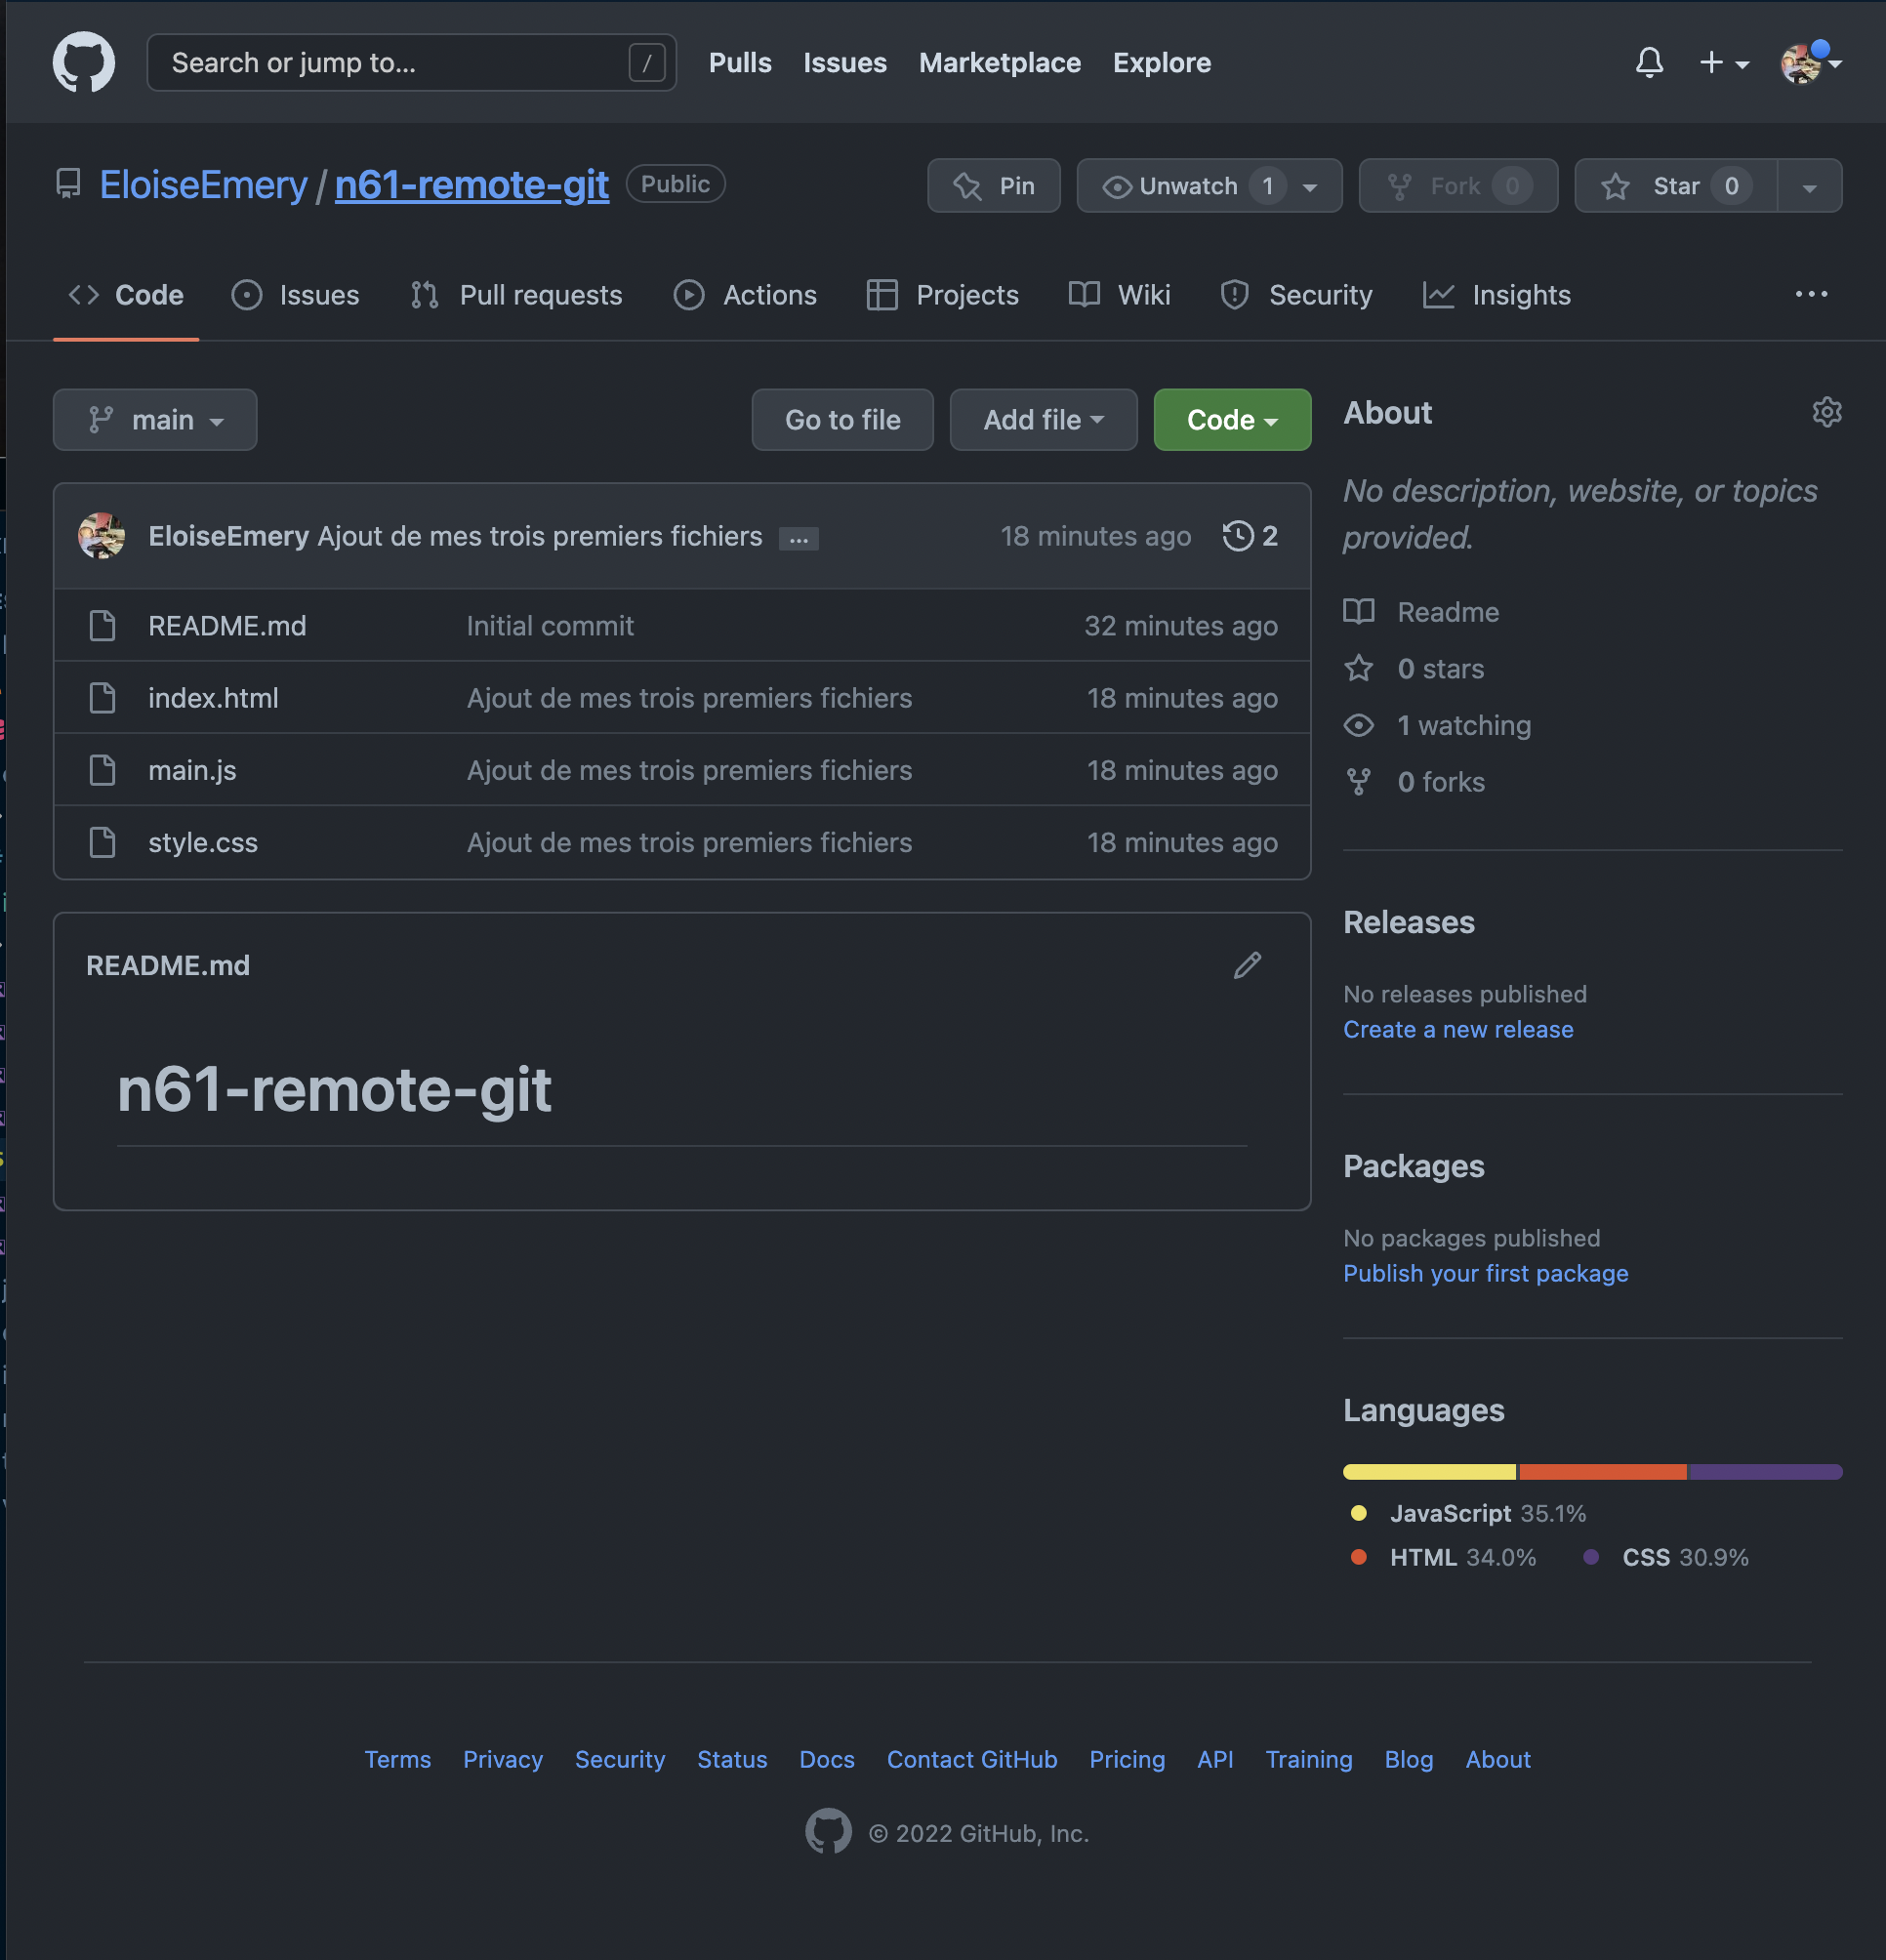 Search or jump to... /
Pulls Issues Marketplace Explore
EloiseEmery / n61-remote-git Public
Pin Unwatch 1 Fork 0 Star 0
Code Issues Pull requests Actions Projects Wiki Security Insights ...
main Go to file Add file Code
EloiseEmery Ajout de mes trois premiers fichiers ... 18 minutes ago 2
README.md Initial commit 32 minutes ago
index.html Ajout de mes trois premiers fichiers 18 minutes ago
main.js Ajout de mes trois premiers fichiers 18 minutes ago
style.css Ajout de mes trois premiers fichiers 18 minutes ago
README.md
n61-remote-git
About
No description, website, or topics
provided.
Readme
0 stars
1 watching
0 forks
Releases
No releases published
Create a new release
Packages
No packages published
Publish your first package
Languages
JavaScript 35.1%
HTML 34.0% CSS 30.9%
Terms Privacy Security Status Docs Contact GitHub Pricing API Training Blog About
© 2022 GitHub, Inc.